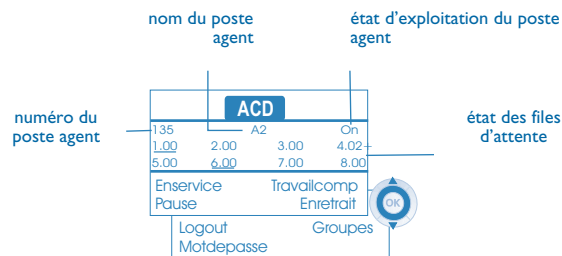 nom du poste agent
état d'exploitation du poste agent
numéro du poste agent
état des files d'attente
ACD
135 A2 On
1.00 2.00 3.00 4.02+
5.00 6.00 7.00 8.00
Enservice Travailcomp
Pause Enretrait
OK
Logout Groupes
Motdepasse